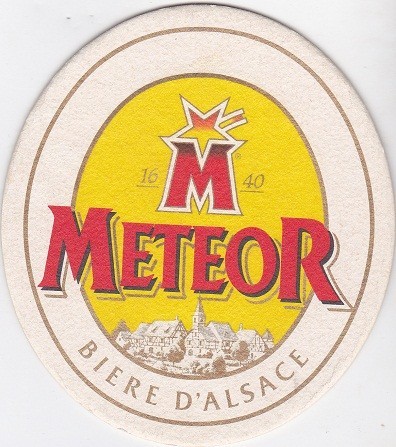 M
16 40
METEOR
BIERE D'ALSACE